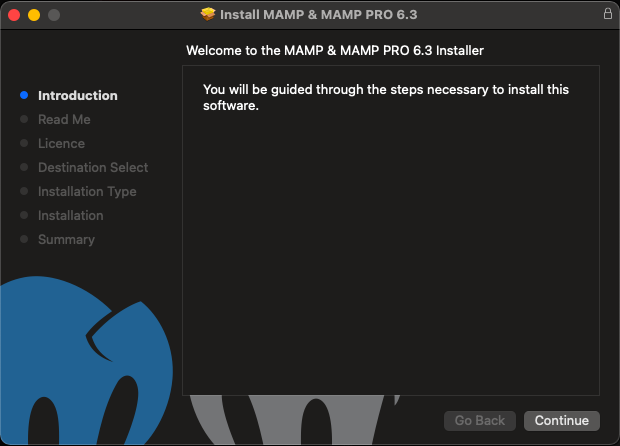 Install MAMP & MAMP PRO 6.3
Welcome to the MAMP & MAMP PRO 6.3 Installer
Introduction
Read Me
Licence
Destination Select
Installation Type
Installation
Summary
You will be guided through the steps necessary to install this
software.
Go Back
Continue